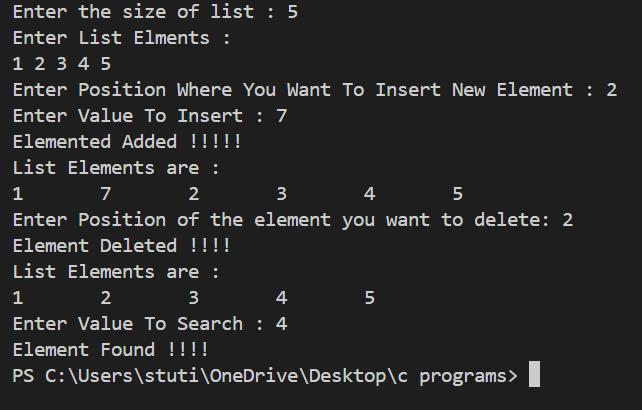 Enter the size of list : 5
Enter List Elments :
1 2 3 4 5
Enter Position Where You Want To Insert New Element : 2
Enter Value To Insert : 7
Elemented Added !!!!!
List Elements are :
1 7 2 3 4 5
Enter Position of the element you want to delete: 2
Element Deleted !!!!
List Elements are :
1 2 3 4 5
Enter Value To Search : 4
Element Found !!!!
PS C:\Users\stuti\OneDrive\Desktop\c programs>